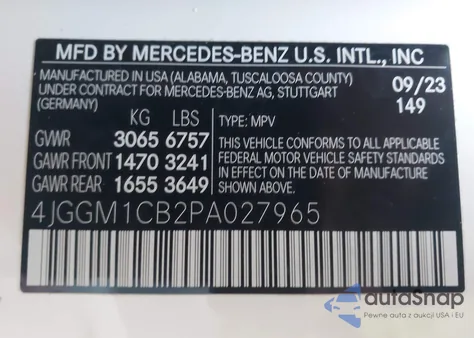 MFD BY MERCEDES-BENZ U.S. INTL., INC
MANUFACTURED IN USA (ALABAMA, TUSCALOOSA COUNTY) 09/23
UNDER CONTRACT FOR MERCEDES-BENZ AG, STUTTGART 149
(GERMANY)
KG LBS
GVWR 3065 6757
GAWR FRONT 1470 3241
GAWR REAR 1655 3649
TYPE: MPV
THIS VEHICLE CONFORMS TO ALL APPLICABLE
FEDERAL MOTOR VEHICLE SAFETY STANDARDS
IN EFFECT ON THE DATE OF MANUFACTURE
SHOWN ABOVE.
4JGGM1CB2PA027965
autoSnap
Pewne auta z aukcji USA i EU